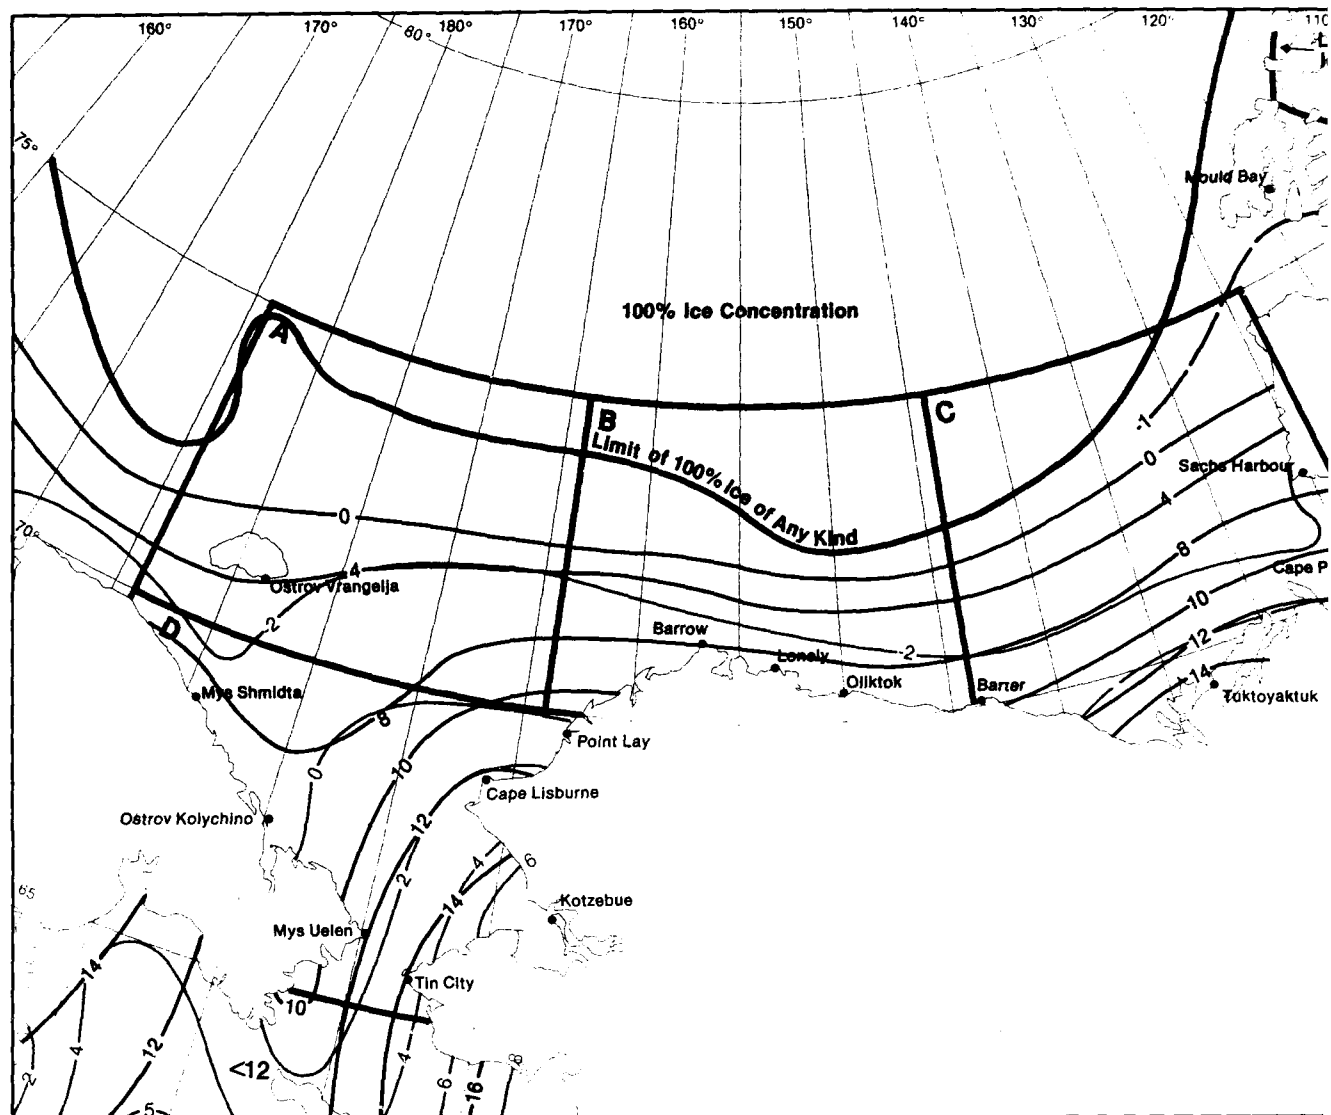 160°
170°
80°
170°
160°
150°
140°
130°
120°
110°
75°
Mould Bay
100% Ice Concentration
A
B
C
Limit of 100% Ice of Any Kind
-1
0
0
Sachs Harbour
4
4
8
70°
Ostrov Vrangelja
Cape P
2
10
D
Barrow
12
2
Lonely
14
Mys Shmidta
Oliktok
Barter
Tuktoyaktuk
8
Point Lay
0
10
Cape Lisburne
Ostrov Kolychino
12
4
6
2
65
14
Kotzebue
Mys Uelen
14
Tin City
10
12
4
4
<12
2
8
6
16
5